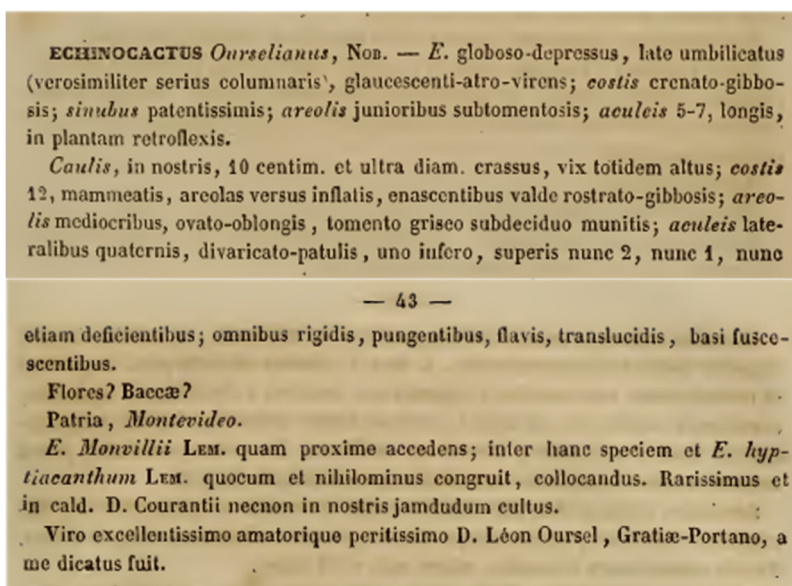 ECHINOCACTUS Ourselianus, Nob. — E. globoso-depressus, late umbilicatus
(verosimiliter serius columnaris), glaucescenti-atro-virens; costis crenato-gibbo-
sis; sinubus patentissimis; areolis junioribus subtomentosis; aculeis 5-7, longis,
in plantam retroflexis.
Caulis, in nostris, 10 centim. et ultra diam. crassus, vix totidem altus; costis
12, mammeatis, areolas versus inflatis, enascentibus valde rostrato-gibbosis; areo-
lis mediocribus, ovato-oblongis, tomento griseo subdeciduo munitis; aculeis late-
ralibus quaternis, divaricato-patulis, uno infero, superis nunc 2, nunc 1, nunc
— 43 —
etiam deficientibus; omnibus rigidis, pungentibus, flavis, translucidis, basi fusce-
scentibus.
Flores? Baccæ?
Patria, Montevideo.
E. Monvillii Lem. quam proxime accedens; inter hanc speciem et E. hyp-
tiacanthum Lem. quocum et nihilominus congruit, collocandus. Rarissimus et
in cald. D. Courantii necnon in nostris jamdudum cultus.
Viro excellentissimo amatorique peritissimo D. Léon Oursel, Gratiæ-Portano, a
me dicatus fuit.